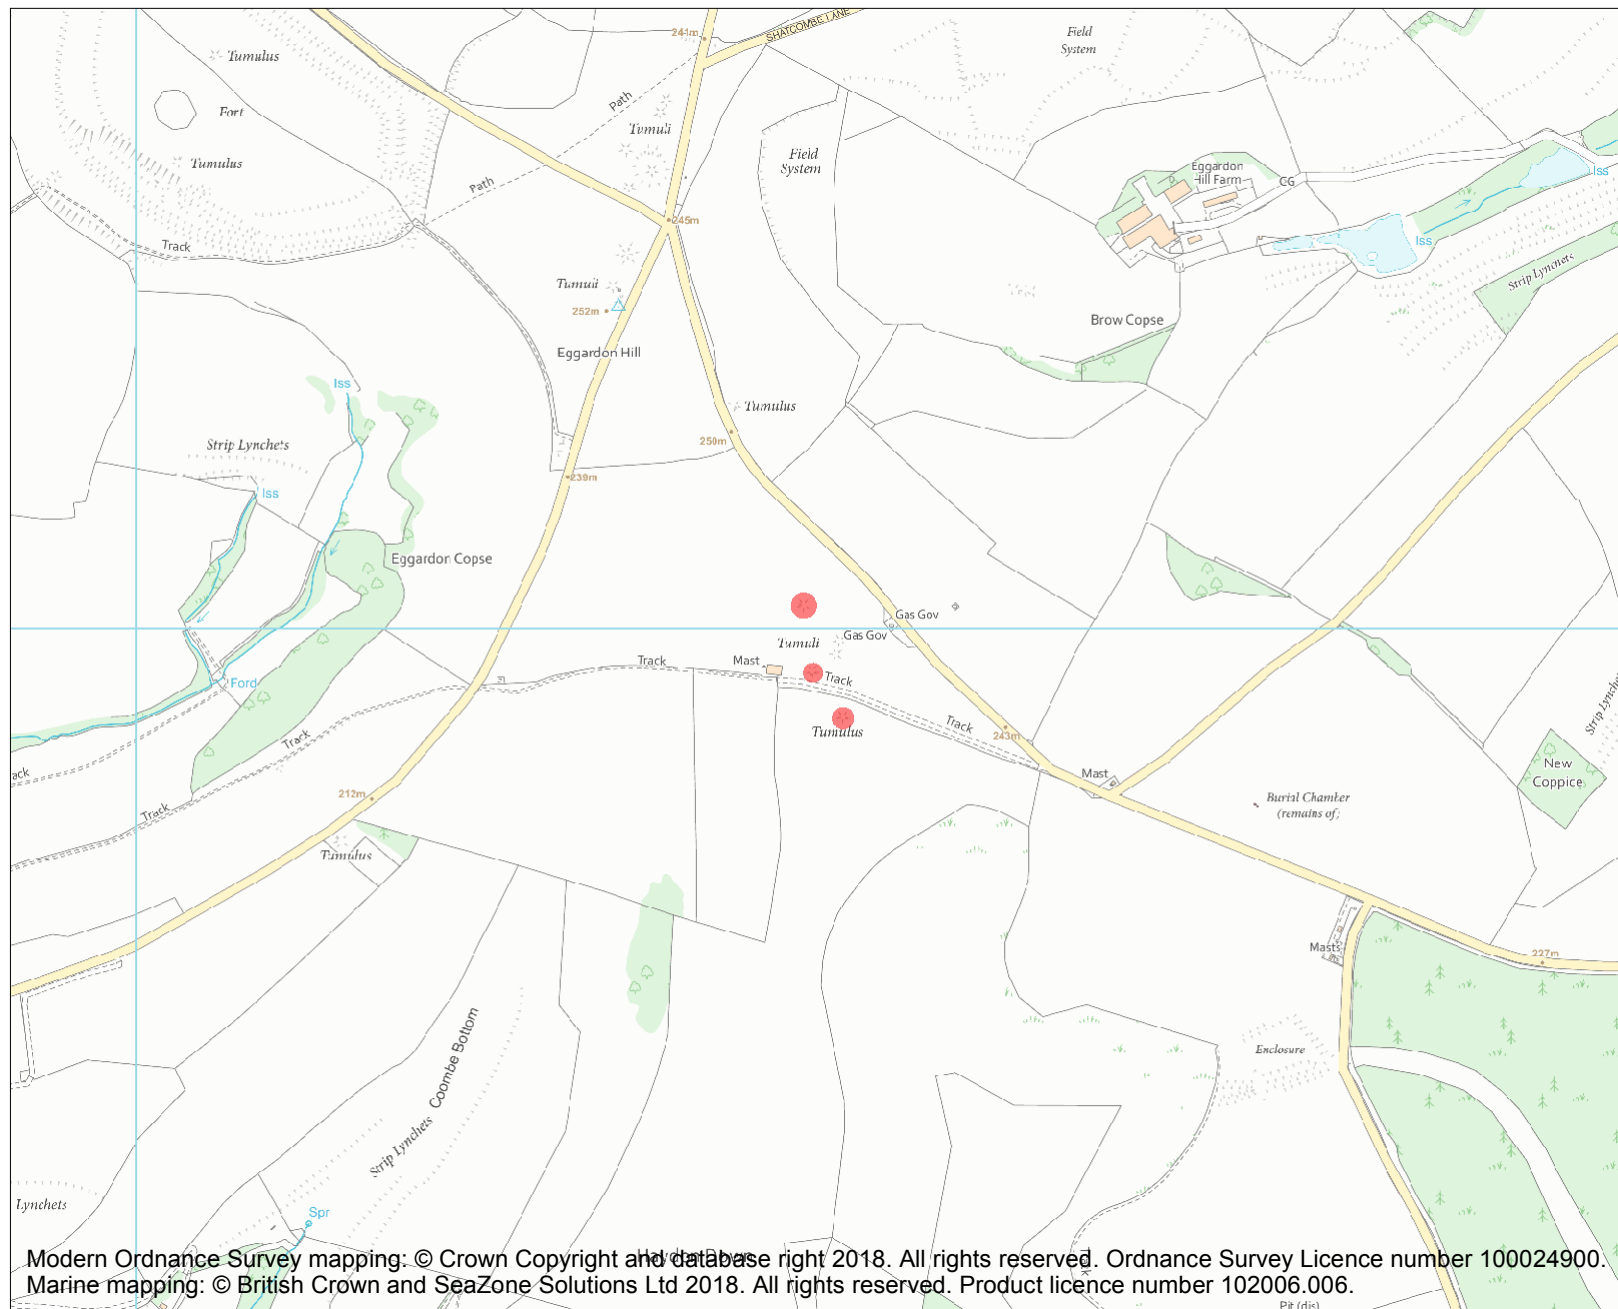 241m
SHATCOMBE LANE
Field
System
Tumulus
Path
Fort
Tumuli
Tumulus
Field
System
Eggardon
Hill Farm
CG
Iss
Path
245m
Iss
Track
Strip Lynchets
Tumuli
252m
Brow Copse
Eggardon Hill
Iss
Tumulus
250m
Strip Lynchets
239m
Iss
Eggardon Copse
Gas Gov
Gas Gov
Tumuli
Mast
Track
Track
Ford
Tumulus
Track
243m
Track
Strip Lynchets
New
Coppice
Mast
ack
212m
Track
Burial Chamber
(remains of)
Tumulus
Masts
227m
Coombe Bottom
Enclosure
Strip Lynchets
Lynchets
Spr
Haydon Down
Modern Ordnance Survey mapping: © Crown Copyright and database right 2018. All rights reserved. Ordnance Survey Licence number 100024900.
Marine mapping: © British Crown and SeaZone Solutions Ltd 2018. All rights reserved. Product licence number 102006.006.
Pit (dis)